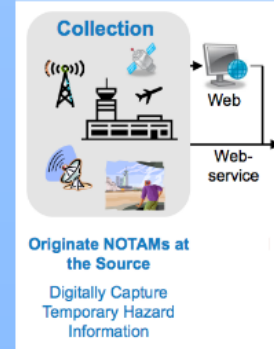 Collection
Web
Web-
service
Originate NOTAMs at
the Source
Digitally Capture
Temporary Hazard
Information